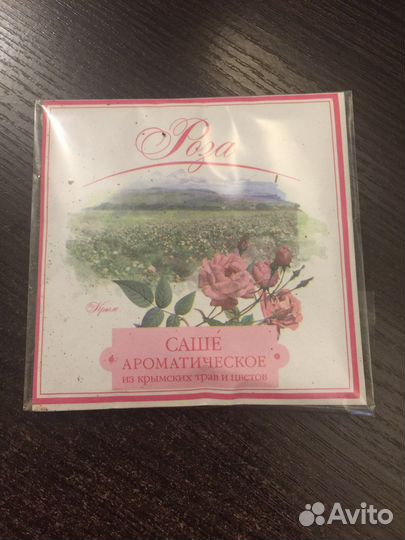 Роза
Крым
САШЕ́
АРОМАТИЧЕСКОЕ
из крымских трав и цветов
Avito